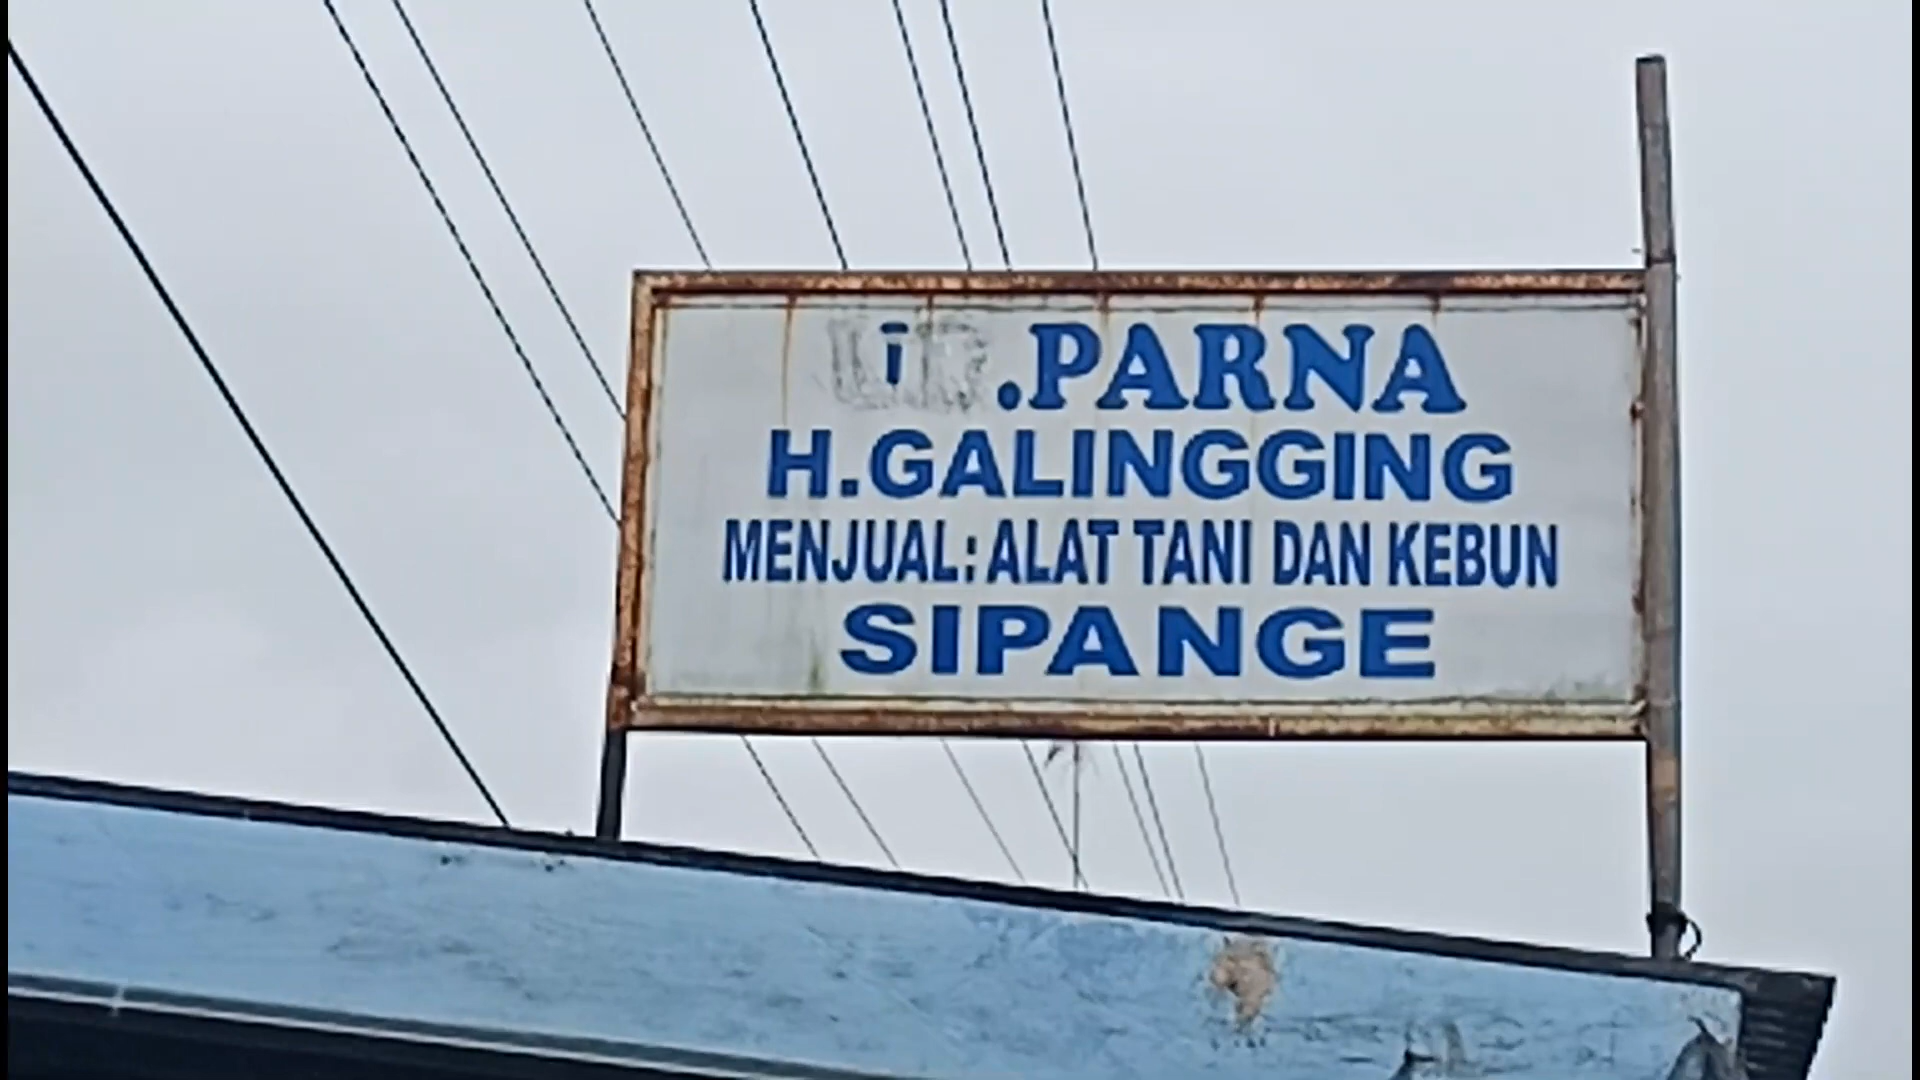 .PARNA
H.GALINGGING
MENJUAL: ALAT TANI DAN KEBUN
SIPANGE